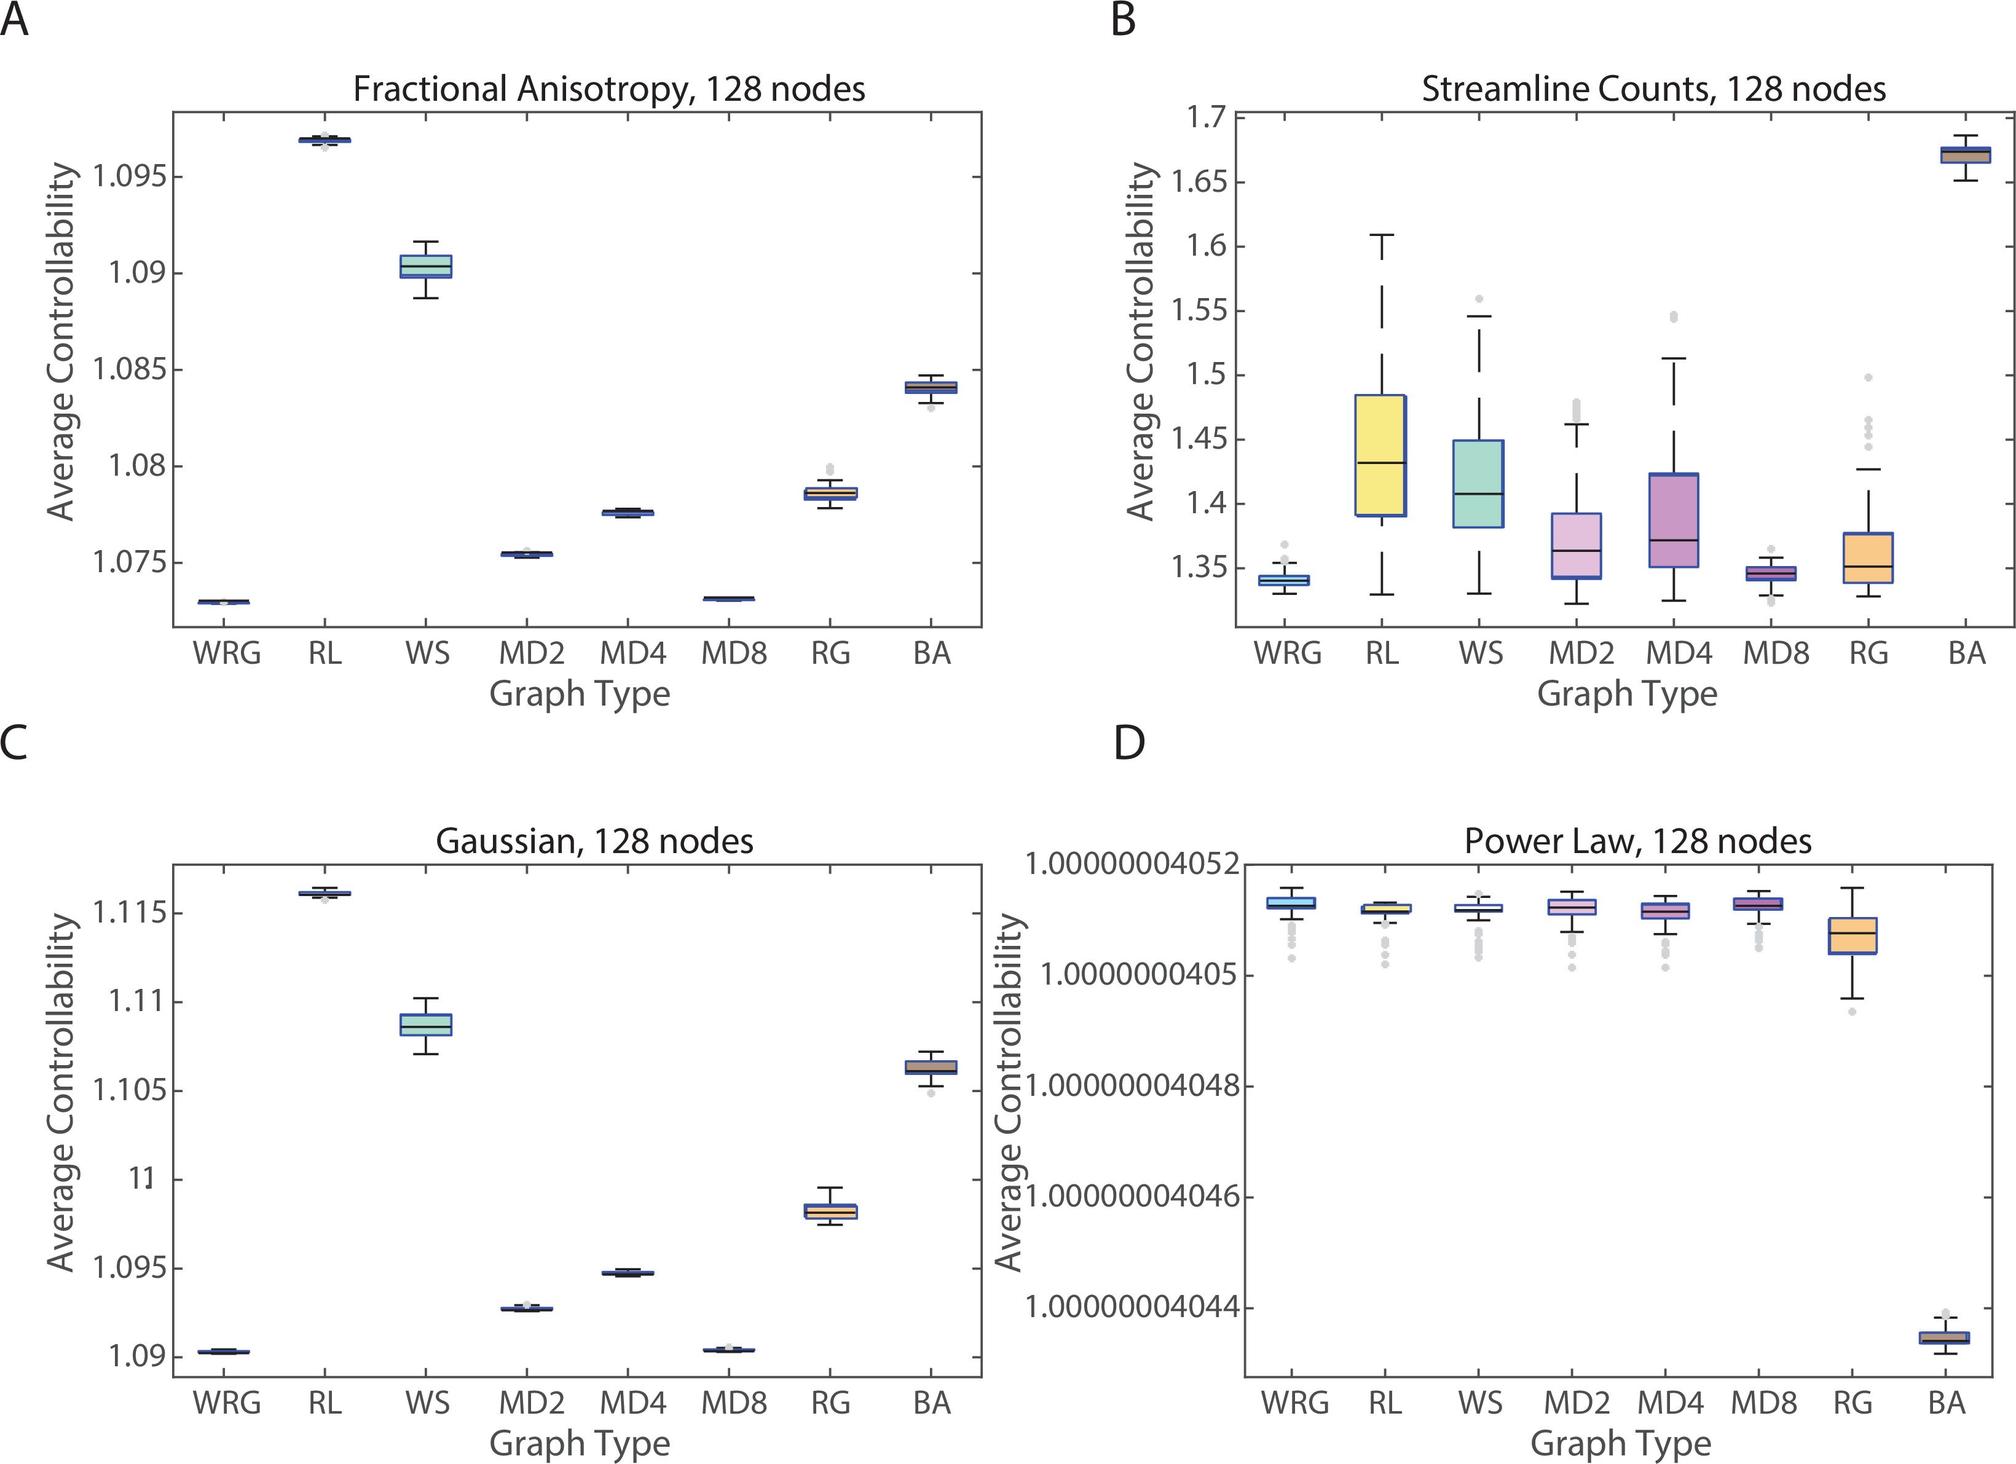 A
Fractional Anisotropy, 128 nodes
Average Controllability
1.095
1.09
1.085
1.08
1.075
WRG RL WS MD2 MD4 MD8 RG BA
Graph Type
B
Streamline Counts, 128 nodes
Average Controllability
1.7
1.65
1.6
1.55
1.5
1.45
1.4
1.35
WRG RL WS MD2 MD4 MD8 RG BA
Graph Type
C
Gaussian, 128 nodes
Average Controllability
1.115
1.11
1.105
11
1.095
1.09
WRG RL WS MD2 MD4 MD8 RG BA
Graph Type
D
Power Law, 128 nodes
Average Controllability
1.00000004052
1.0000000405
1.00000004048
1.00000004046
1.00000004044
WRG RL WS MD2 MD4 MD8 RG BA
Graph Type